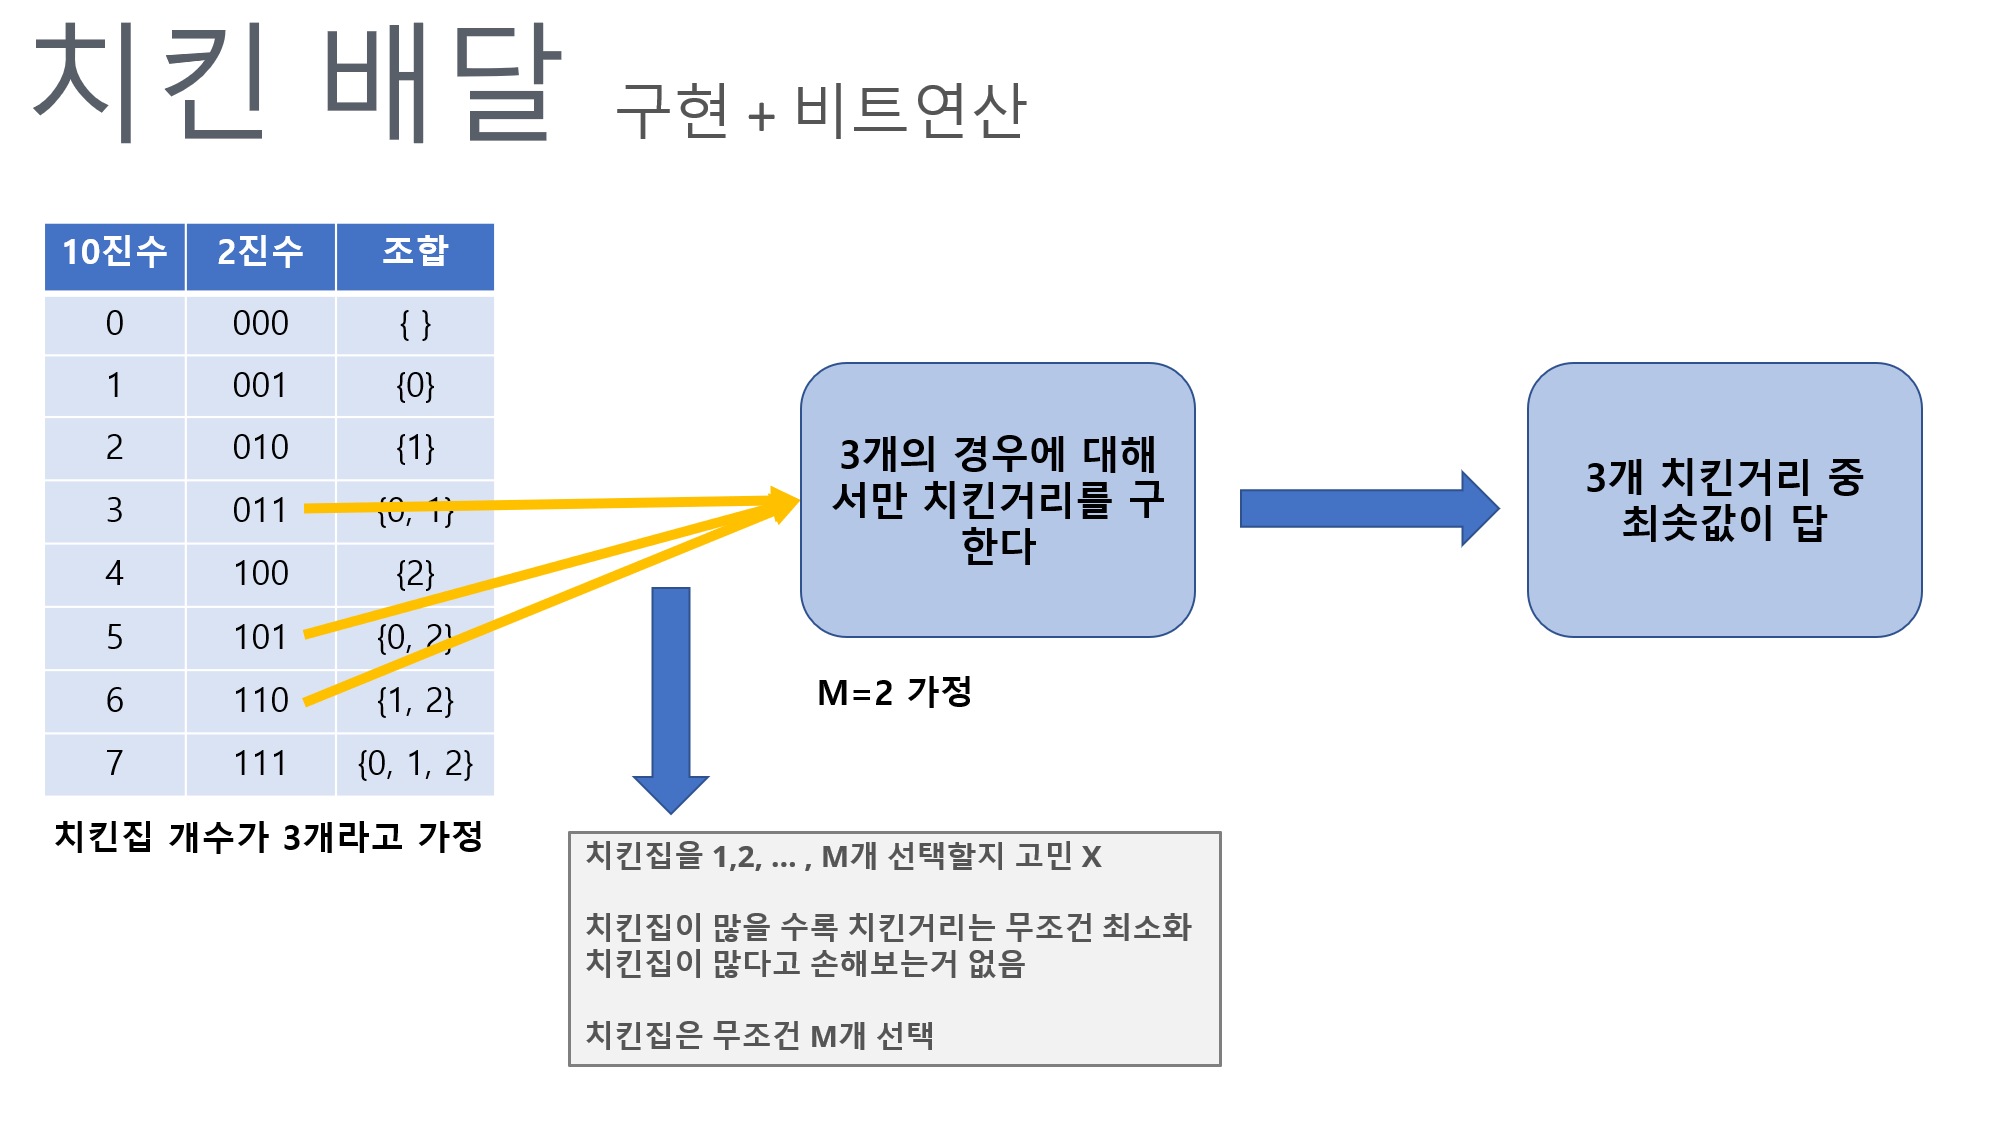 치킨 배달 구현 + 비트연산
10진수 2진수 조합
0 000 { }
1 001 {0}
2 010 {1}
3 011 {0, 1}
4 100 {2}
5 101 {0, 2}
6 110 {1, 2}
7 111 {0, 1, 2}
치킨집 개수가 3개라고 가정
3개의 경우에 대해
서만 치킨거리를 구
한다
M=2 가정
3개 치킨거리 중
최솟값이 답
치킨집을 1,2, ... , M개 선택할지 고민 X
치킨집이 많을 수록 치킨거리는 무조건 최소화
치킨집이 많다고 손해보는거 없음
치킨집은 무조건 M개 선택